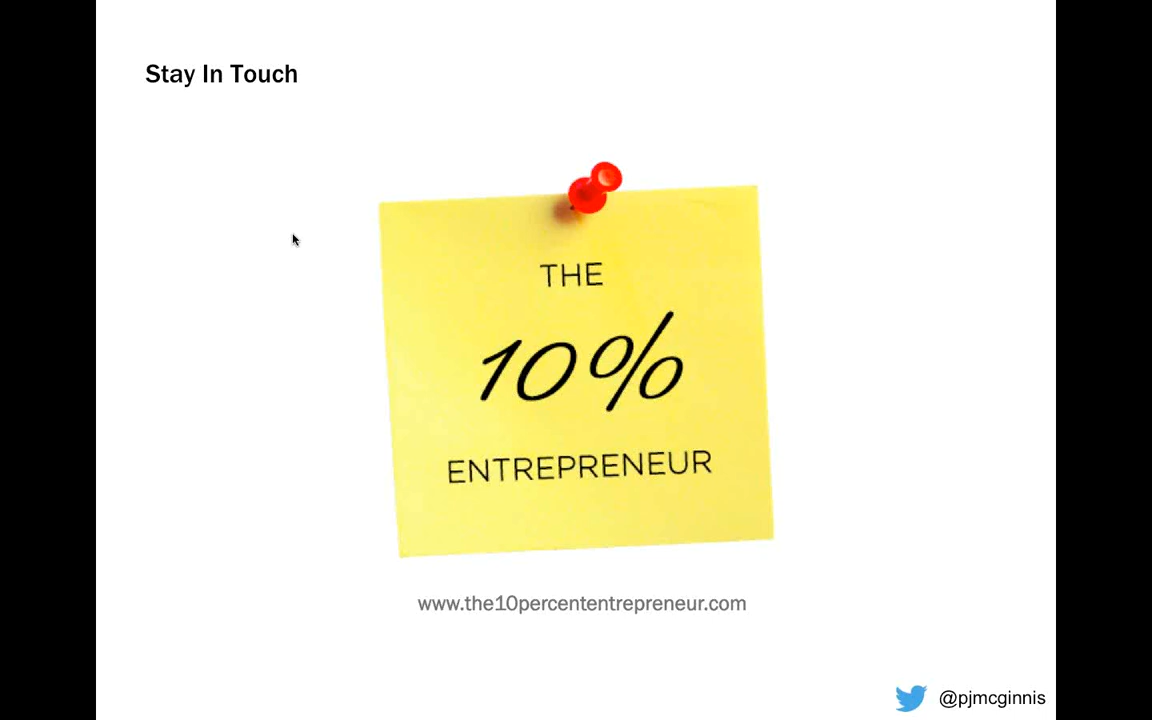 Stay In Touch
THE
10%
ENTREPRENEUR
www.the10percententrepreneur.com
@pjmcginnis